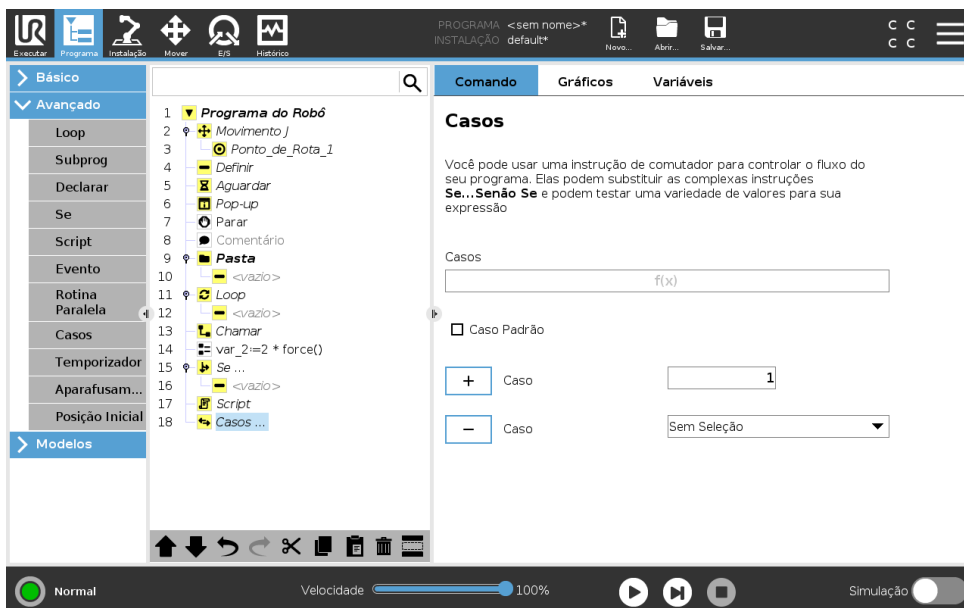 UR
PROGRAMA <sem nome>*
INSTALAÇÃO default*
C C
C C
Executar Programa Instalação Mover E/S Histórico Novo... Abrir... Salvar...
Básico
Avançado
Loop
Subprog
Declarar
Se
Script
Evento
Rotina
Paralela
Casos
Temporizador
Aparafusam...
Posição Inicial
Modelos
1 Programa do Robô
2 Movimento J
3 Ponto_de_Rota_1
4 Definir
5 Aguardar
6 Pop-up
7 Parar
8 Comentário
9 Pasta
10 <vazio>
11 Loop
12 <vazio>
13 Chamar
14 var_2:=2 * force()
15 Se ...
16 <vazio>
17 Script
18 Casos ...
Comando Gráficos Variáveis
Casos
Você pode usar uma instrução de comutador para controlar o fluxo do
seu programa. Elas podem substituir as complexas instruções
Se...Senão Se e podem testar uma variedade de valores para sua
expressão
Casos
f(x)
Caso Padrão
+ Caso 1
− Caso Sem Seleção
Normal Velocidade 100% Simulação